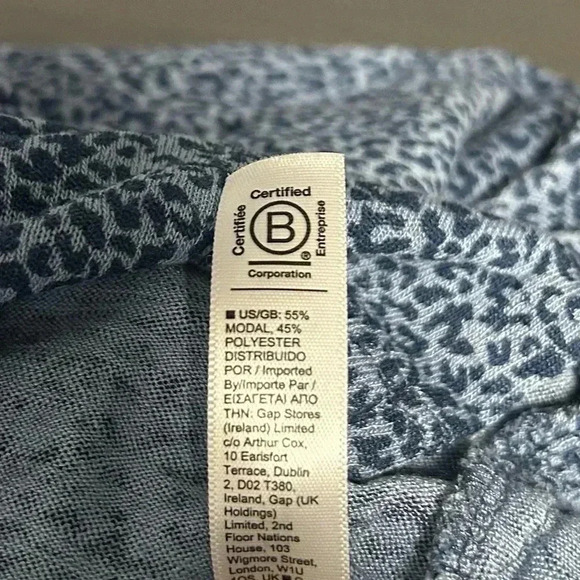 Certified
Certifiée
B
®
Entreprise
Corporation
■ US/GB: 55%
MODAL, 45%
POLYESTER
DISTRIBUIDO
POR / Imported
By/Importe Par /
ΕΙΣΑΓΕΤΑΙ ΑΠΟ
ΤΗΝ: Gap Stores
(Ireland) Limited
c/o Arthur Cox,
10 Earlsfort
Terrace, Dublin
2, D02 T380,
Ireland, Gap (UK
Holdings)
Limited, 2nd
Floor Nations
House, 103
Wigmore Street,
London, W1U